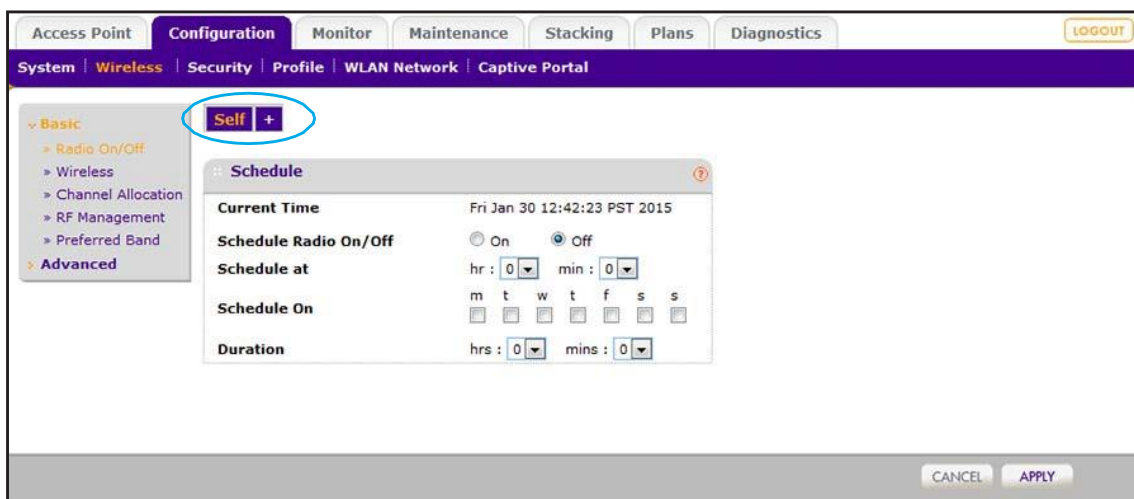 Access Point Configuration Monitor Maintenance Stacking Plans Diagnostics LOGOUT
System Wireless Security Profile WLAN Network Captive Portal
Basic
» Radio On/Off
» Wireless
» Channel Allocation
» RF Management
» Preferred Band
Advanced
Self +
Schedule ?
Current Time Fri Jan 30 12:42:23 PST 2015
Schedule Radio On/Off On Off
Schedule at hr : 0 min : 0
m t w t f s s
Schedule On
Duration hrs : 0 mins : 0
CANCEL APPLY